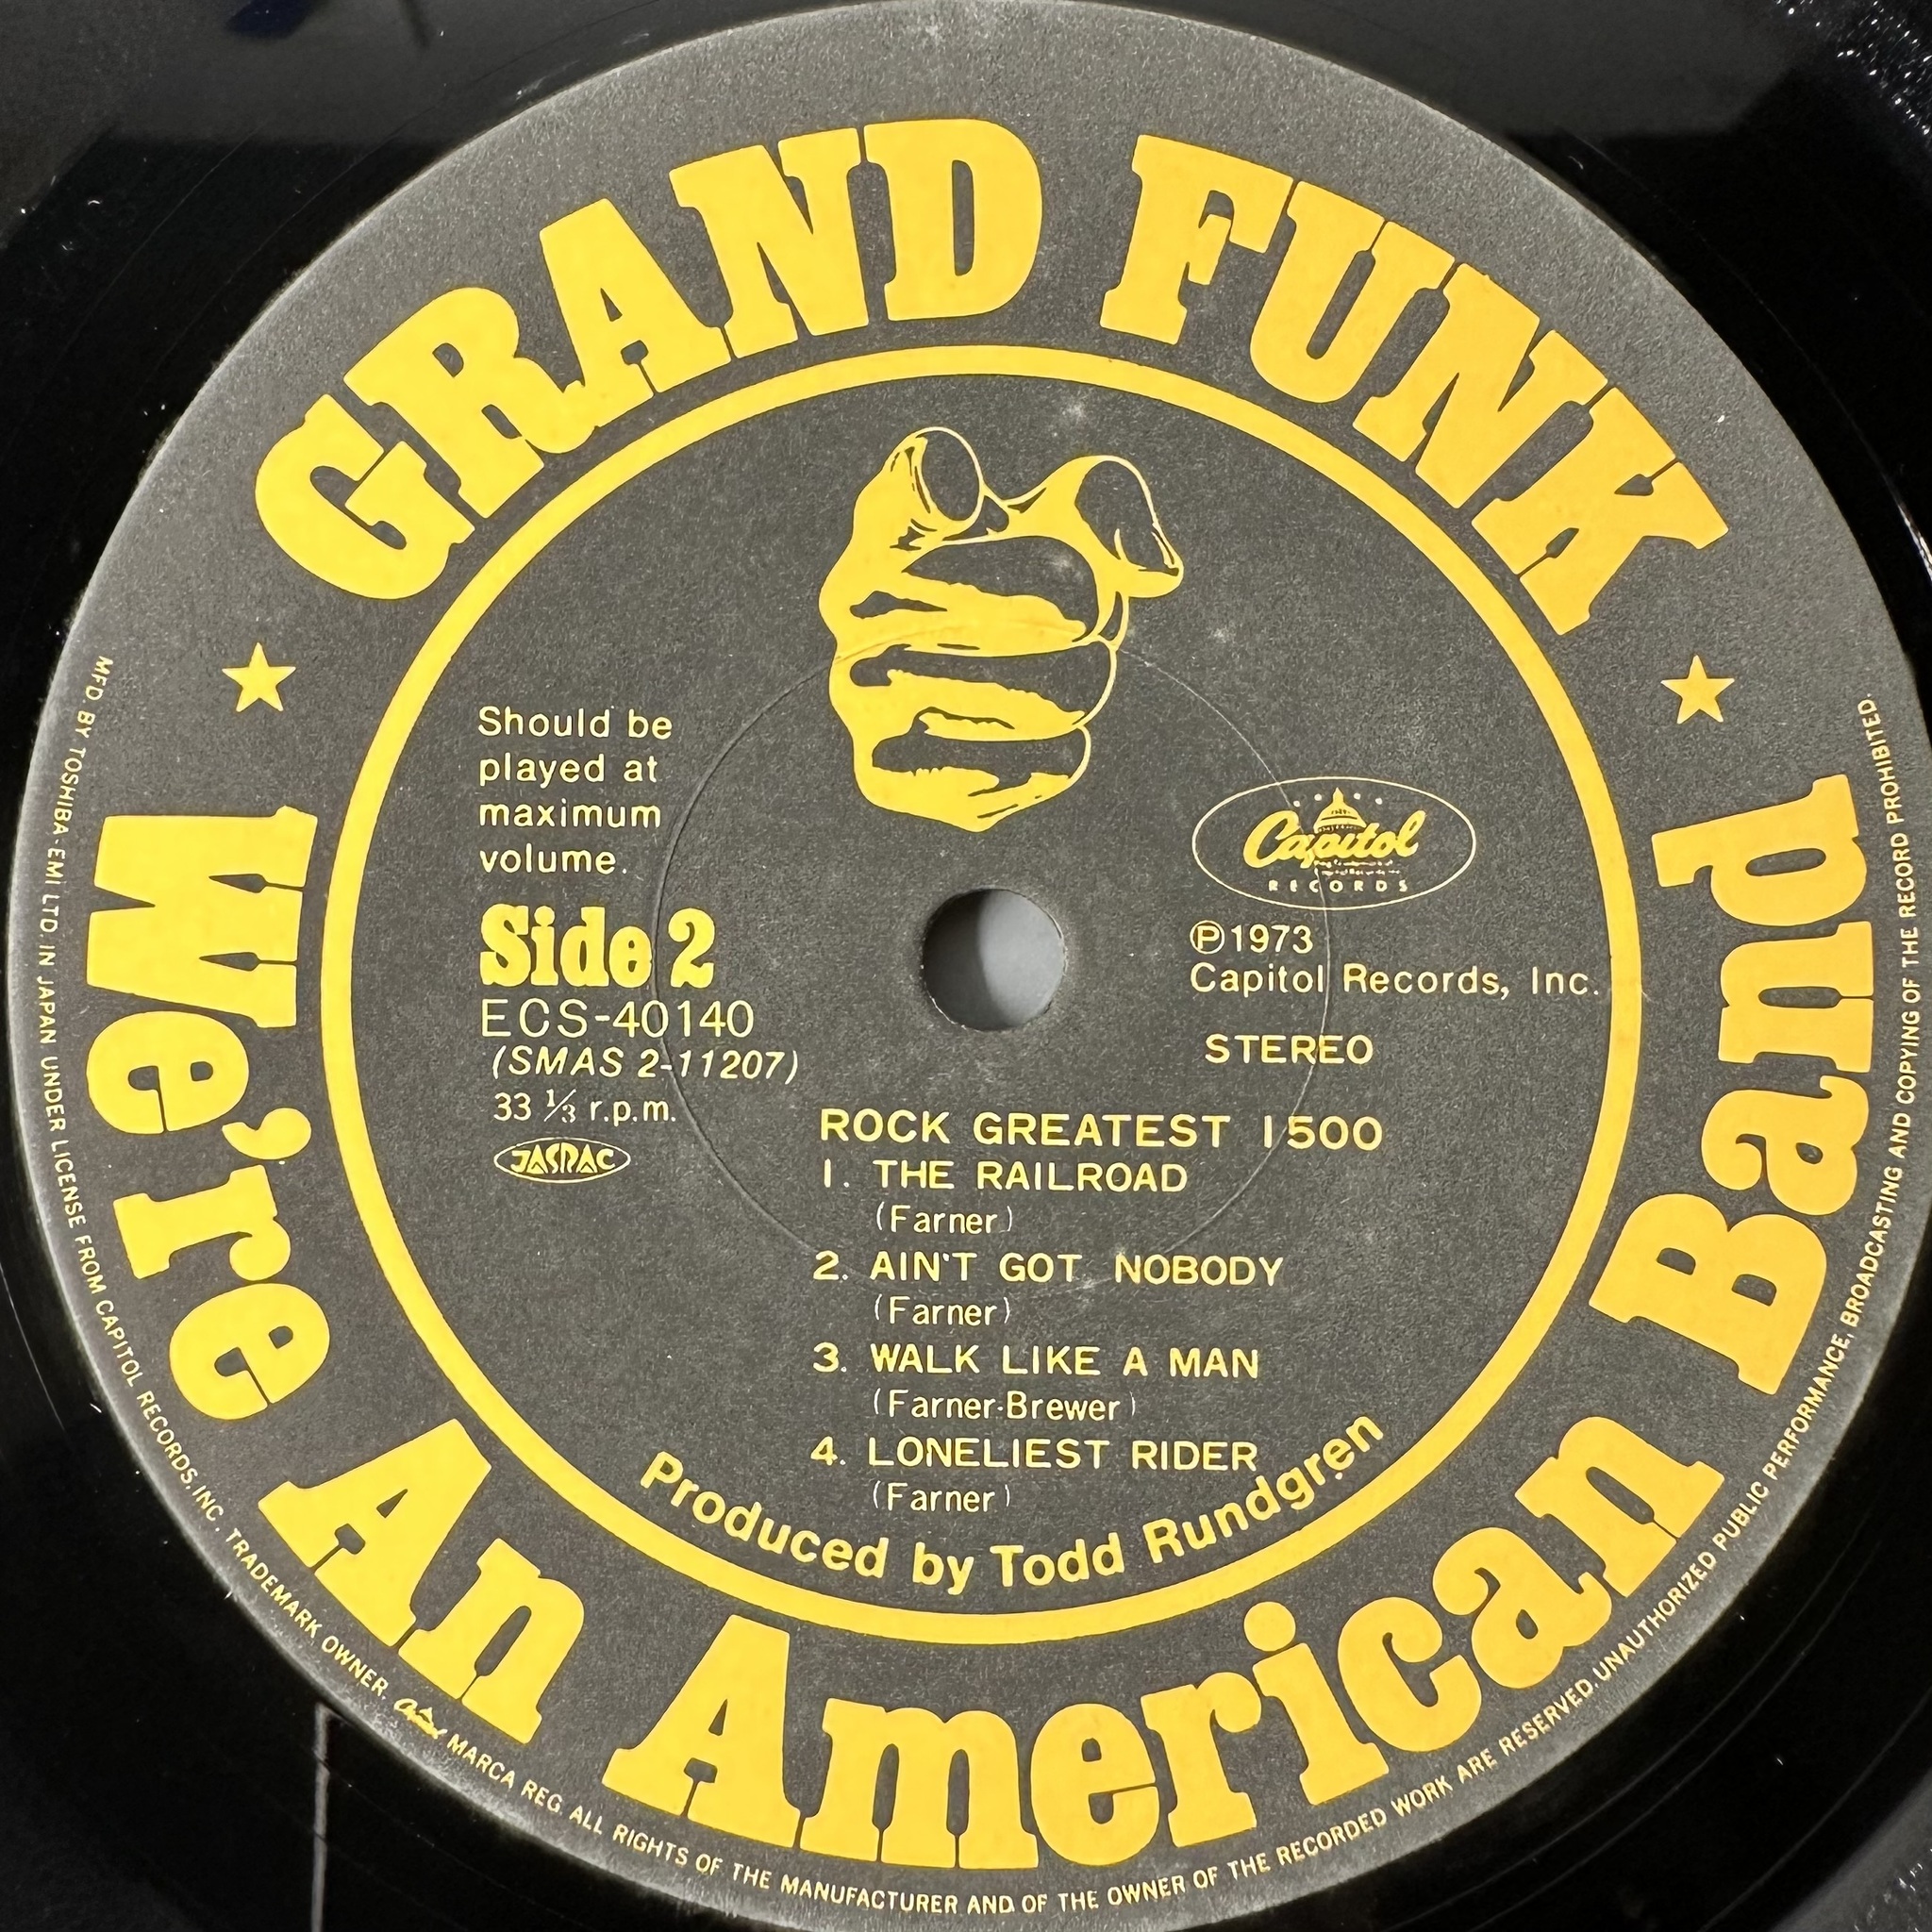 GRAND FUNK
Should be
played at
maximum
volume.
Side 2
ECS-40140
(SMAS 2-11207)
33 ⅓ r.p.m.
JASRAC
Capitol
RECORDS
℗1973
Capitol Records, Inc.
STEREO
ROCK GREATEST 1500
1. THE RAILROAD
(Farner)
2. AIN'T GOT NOBODY
(Farner)
3. WALK LIKE A MAN
(Farner-Brewer)
4. LONELIEST RIDER
(Farner)
Produced by Todd Rundgren
We're An American Band
MFD. BY TOSHIBA-EMI LTD. IN JAPAN UNDER LICENSE FROM CAPITOL RECORDS, INC., TRADEMARK OWNER. Capitol MARCA REG. ALL RIGHTS OF THE MANUFACTURER AND OF THE OWNER OF THE RECORDED WORK ARE RESERVED. UNAUTHORIZED PUBLIC PERFORMANCE, BROADCASTING AND COPYING OF THE RECORD PROHIBITED.